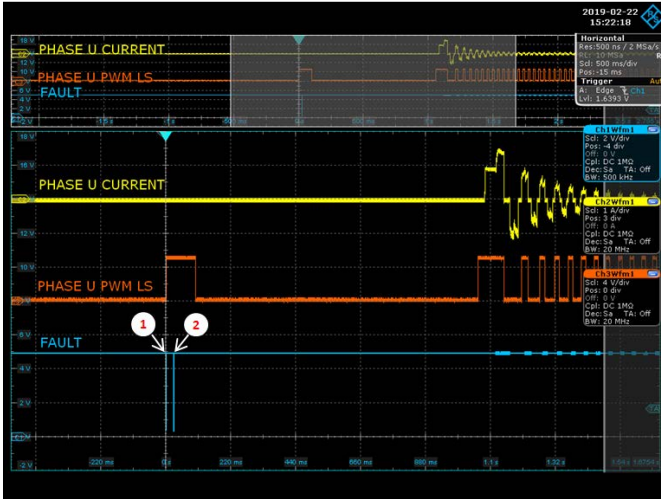 2019-02-22
15:22:18
Horizontal
Res:500 ns / 2 MSa/s
RL: 10 MSa
Scl: 500 ms/div
Pos:-15 ms
Trigger Aut
A: Edge Ch1
Lvl: 1.6393 V
PHASE U CURRENT
PHASE U PWM LS
FAULT
Ch1Wfm1
Scl: 2 V/div
Pos: -4 div
Off: 0 V
Cpl: DC 1MΩ
Dec:Sa TA: Off
BW: 500 kHz
Ch2Wfm1
Scl: 1 A/div
Pos: 3 div
Off: 0 A
Cpl: DC 1MΩ
Dec:Sa TA: Off
BW: 20 MHz
Ch3Wfm1
Scl: 4 V/div
Pos: 0 div
Off: 0 V
Cpl: DC 1MΩ
Dec:Sa TA: Off
BW: 20 MHz
18 V
16 V
PHASE U CURRENT
12 V
10 V
PHASE U PWM LS
1 2
6 V
FAULT
4 V
2 V
TA
-2 V
-220 ms 0 s 220 ms 440 ms 660 ms 880 ms 1.1 s 1.32 s